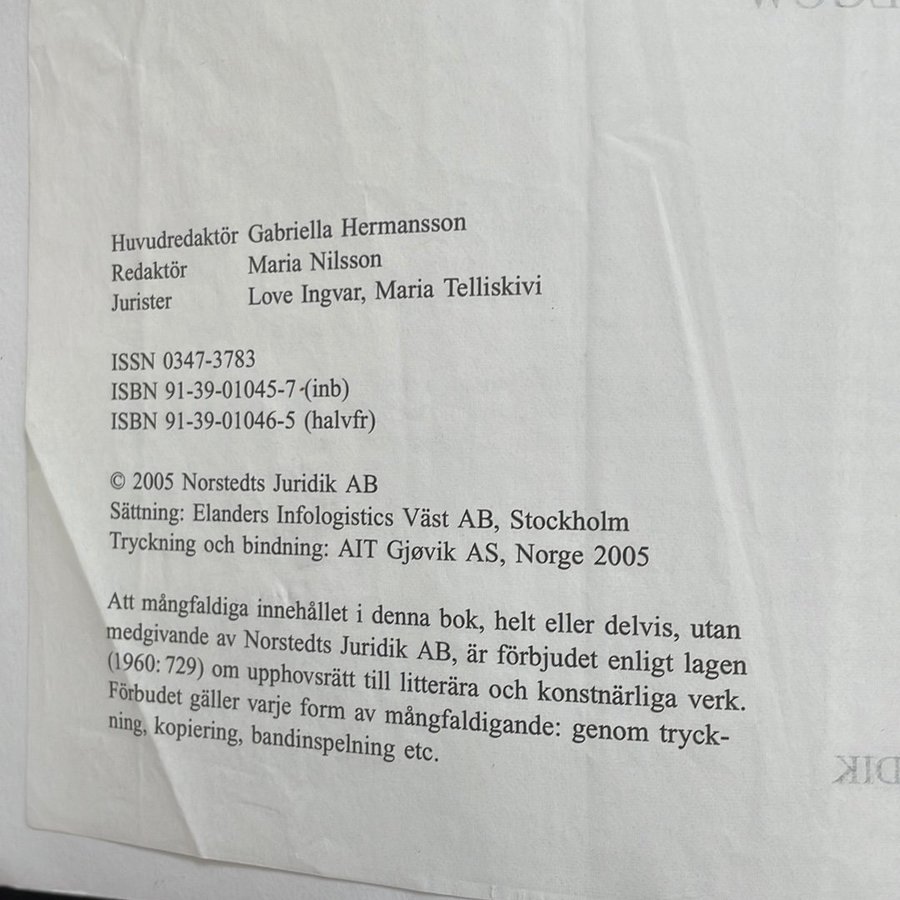 Huvudredaktör Gabriella Hermansson
Redaktör Maria Nilsson
Jurister Love Ingvar, Maria Telliskivi
ISSN 0347-3783
ISBN 91-39-01045-7 (inb)
ISBN 91-39-01046-5 (halvfr)
© 2005 Norstedts Juridik AB
Sättning: Elanders Infologistics Väst AB, Stockholm
Tryckning och bindning: AIT Gjøvik AS, Norge 2005
Att mångfaldiga innehållet i denna bok, helt eller delvis, utan
medgivande av Norstedts Juridik AB, är förbjudet enligt lagen
(1960: 729) om upphovsrätt till litterära och konstnärliga verk.
Förbudet gäller varje form av mångfaldigande: genom tryck-
ning, kopiering, bandinspelning etc.